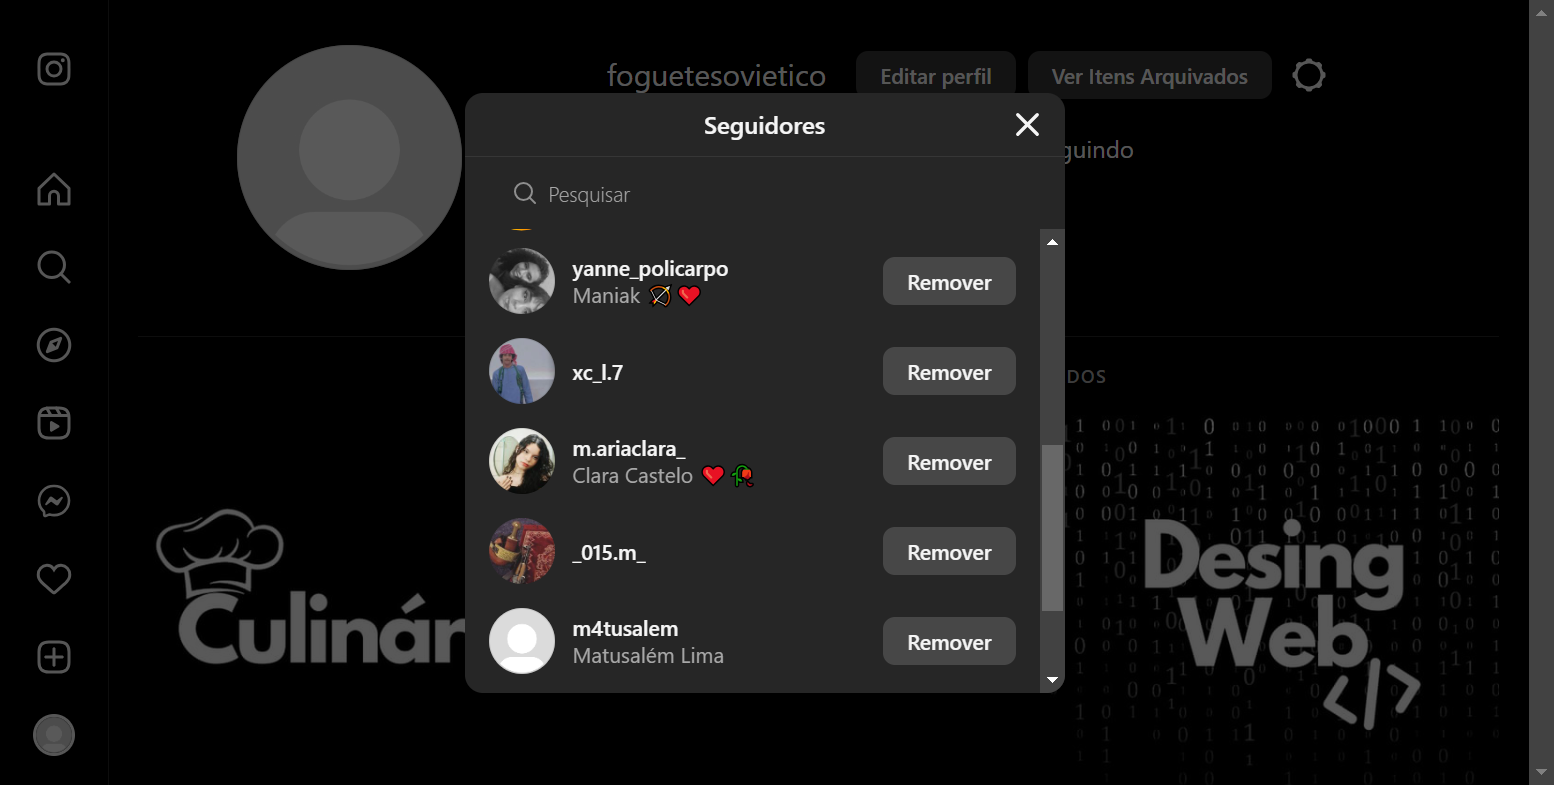 foguetesovietico
Editar perfil
Ver Itens Arquivados
Seguidores
guindo
Pesquisar
yanne_policarpo
Maniak 🏹❤️
Remover
xc_l.7
Remover
DOS
m.ariaclara_
Clara Castelo ❤️🥀
Remover
_015.m_
Remover
m4tusalem
Matusalém Lima
Remover
Culinár
Desing
Web
</>